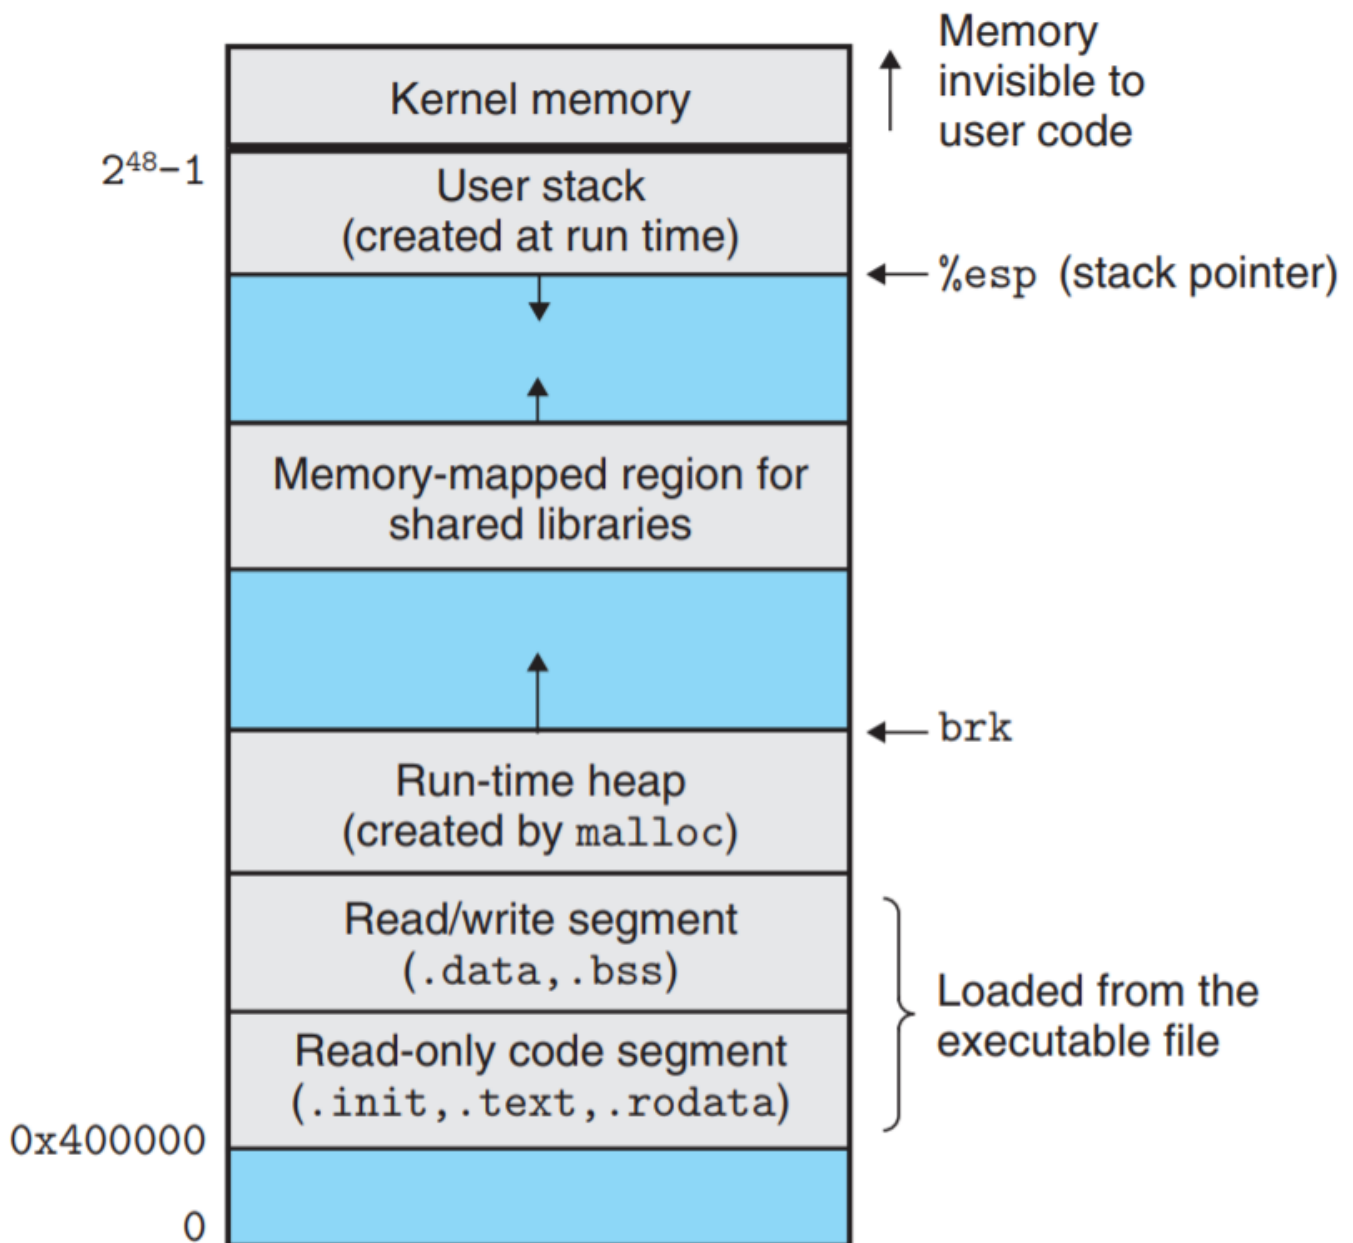 Memory
invisible to
user code
Kernel memory
2⁴⁸–1
User stack
(created at run time)
%esp (stack pointer)
Memory-mapped region for
shared libraries
brk
Run-time heap
(created by malloc)
Read/write segment
(.data,.bss)
Loaded from the
executable file
Read-only code segment
(.init,.text,.rodata)
0x400000
0